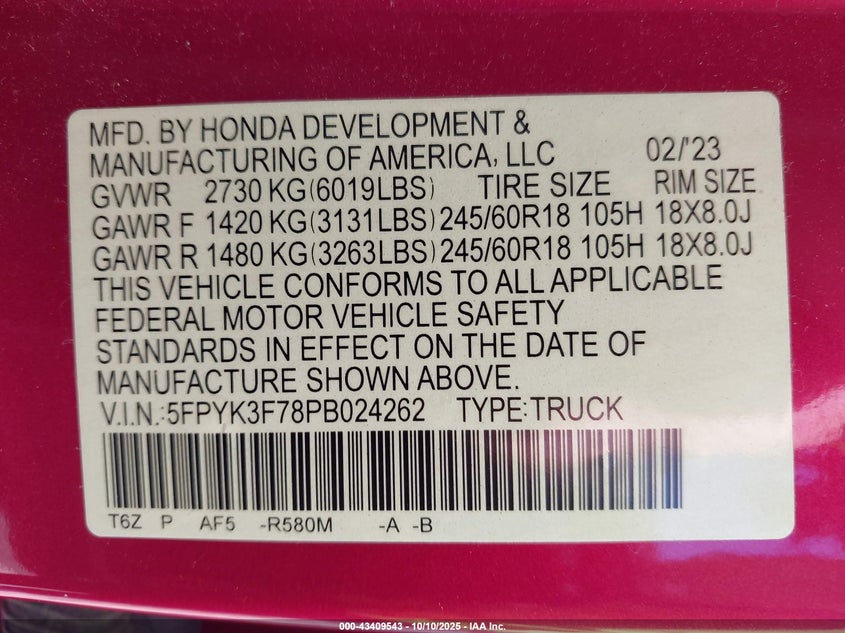 MFD. BY HONDA DEVELOPMENT &
MANUFACTURING OF AMERICA, LLC 02/'23
GVWR 2730 KG(6019LBS) TIRE SIZE RIM SIZE
GAWR F 1420 KG(3131LBS) 245/60R18 105H 18X8.0J
GAWR R 1480 KG(3263LBS) 245/60R18 105H 18X8.0J
THIS VEHICLE CONFORMS TO ALL APPLICABLE
FEDERAL MOTOR VEHICLE SAFETY
STANDARDS IN EFFECT ON THE DATE OF
MANUFACTURE SHOWN ABOVE.
V.I.N.:5FPYK3F78PB024262 TYPE:TRUCK
T6Z P AF5 -R580M -A -B
000-43409543 - 10/10/2025 - IAA Inc.